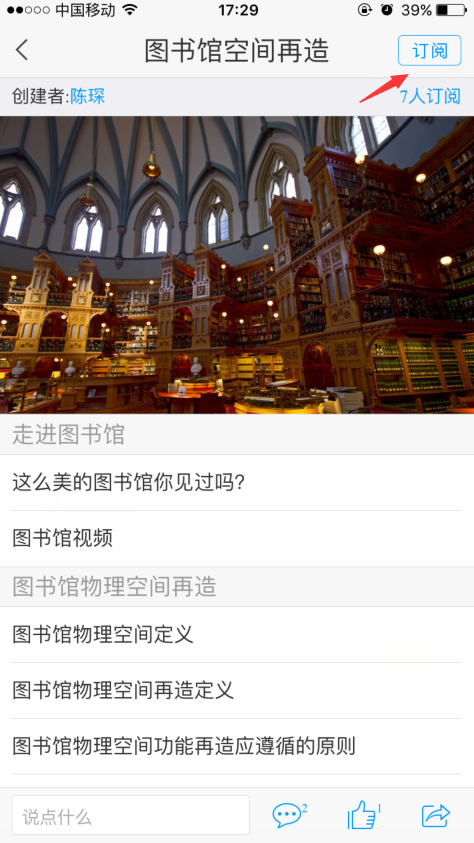 中国移动 17:29 39%
图书馆空间再造 订阅
创建者:陈琛 7人订阅
走进图书馆
这么美的图书馆你见过吗?
图书馆视频
图书馆物理空间再造
图书馆物理空间定义
图书馆物理空间再造定义
图书馆物理空间功能再造应遵循的原则
说点什么 2 1